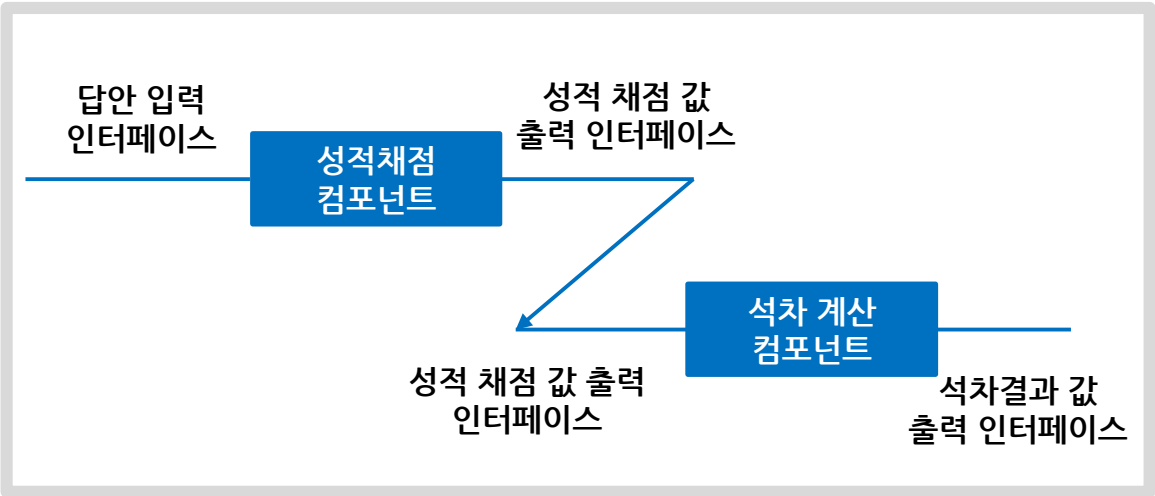 답안 입력
인터페이스
성적채점
컴포넌트
성적 채점 값
출력 인터페이스
성적 채점 값 출력
인터페이스
석차 계산
컴포넌트
석차결과 값
출력 인터페이스